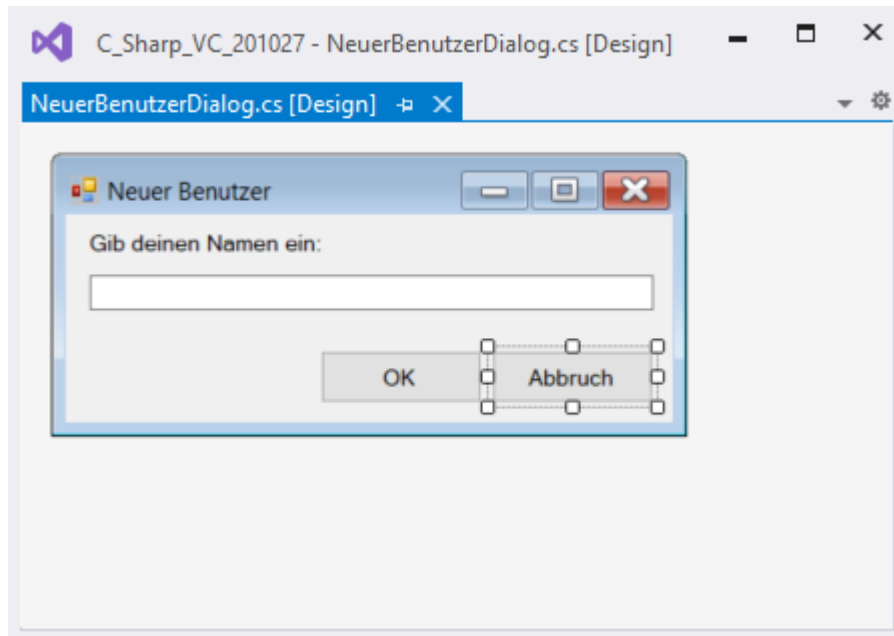 C_Sharp_VC_201027 - NeuerBenutzerDialog.cs [Design]
NeuerBenutzerDialog.cs [Design]
Neuer Benutzer
Gib deinen Namen ein:
OK
Abbruch